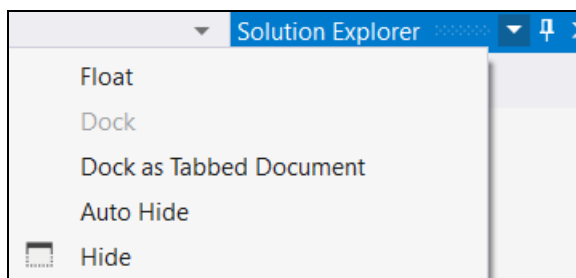 Solution Explorer
Float
Dock
Dock as Tabbed Document
Auto Hide
Hide